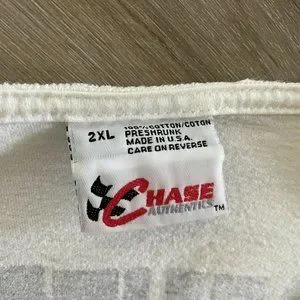 2XL
100% COTTON/COTON
PRESHRUNK
MADE IN U.S.A.
CARE ON REVERSE
CHASE
AUTHENTICS
TM